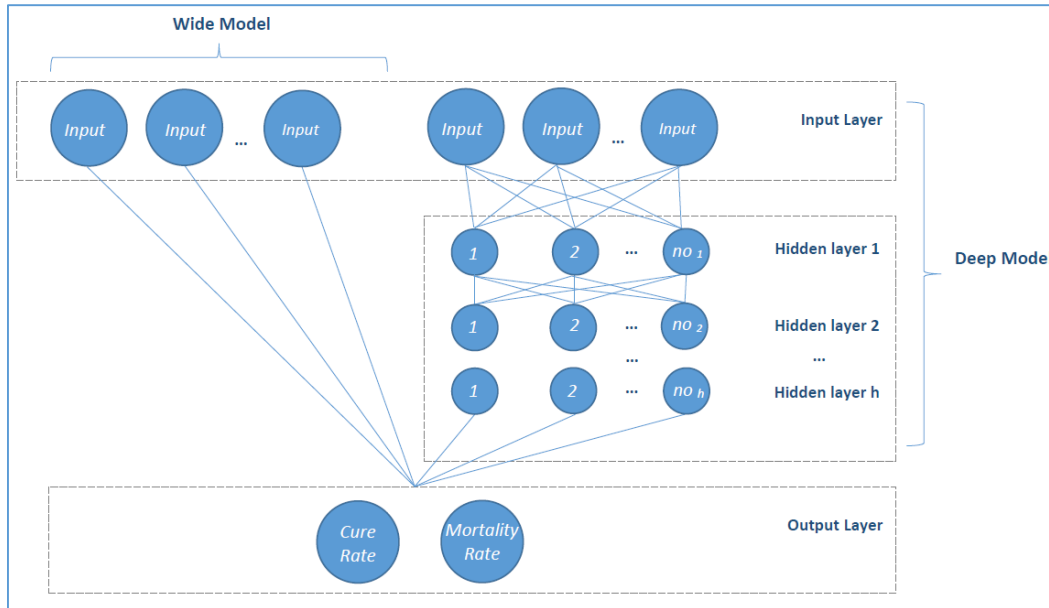 Wide Model
Input Input ... Input Input Input ... Input Input Layer
1 2 ... no 1 Hidden layer 1
Deep Mode
1 2 ... no 2 Hidden layer 2
... ...
1 2 ... no h Hidden layer h
Cure Rate Mortality Rate Output Layer